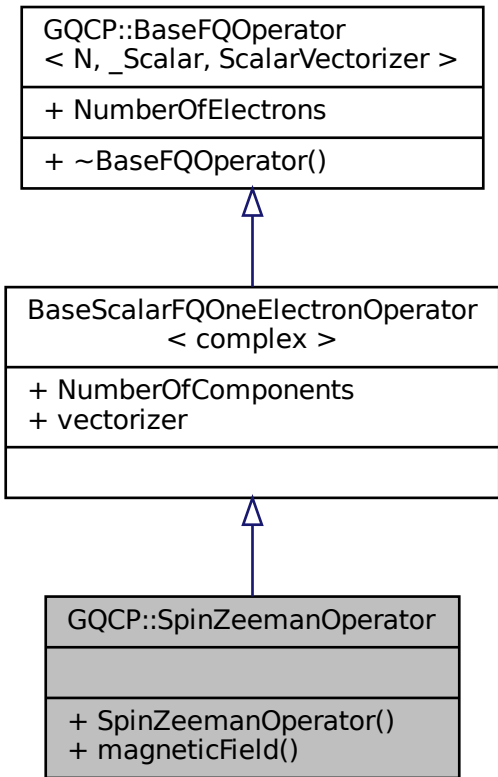 GQCP::BaseFQOperator
< N, _Scalar, ScalarVectorizer >
+ NumberOfElectrons
+ ~BaseFQOperator()
BaseScalarFQOneElectronOperator
< complex >
+ NumberOfComponents
+ vectorizer
GQCP::SpinZeemanOperator
+ SpinZeemanOperator()
+ magneticField()